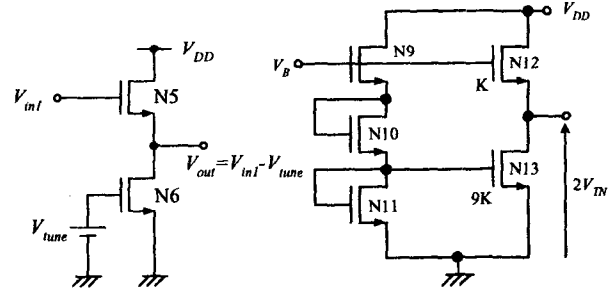 V_DD
V_in1
N5
V_out=V_in1-V_tune
N6
V_tune
V_DD
V_B
N9
N12
K
N10
N13
9K
N11
2V_TN